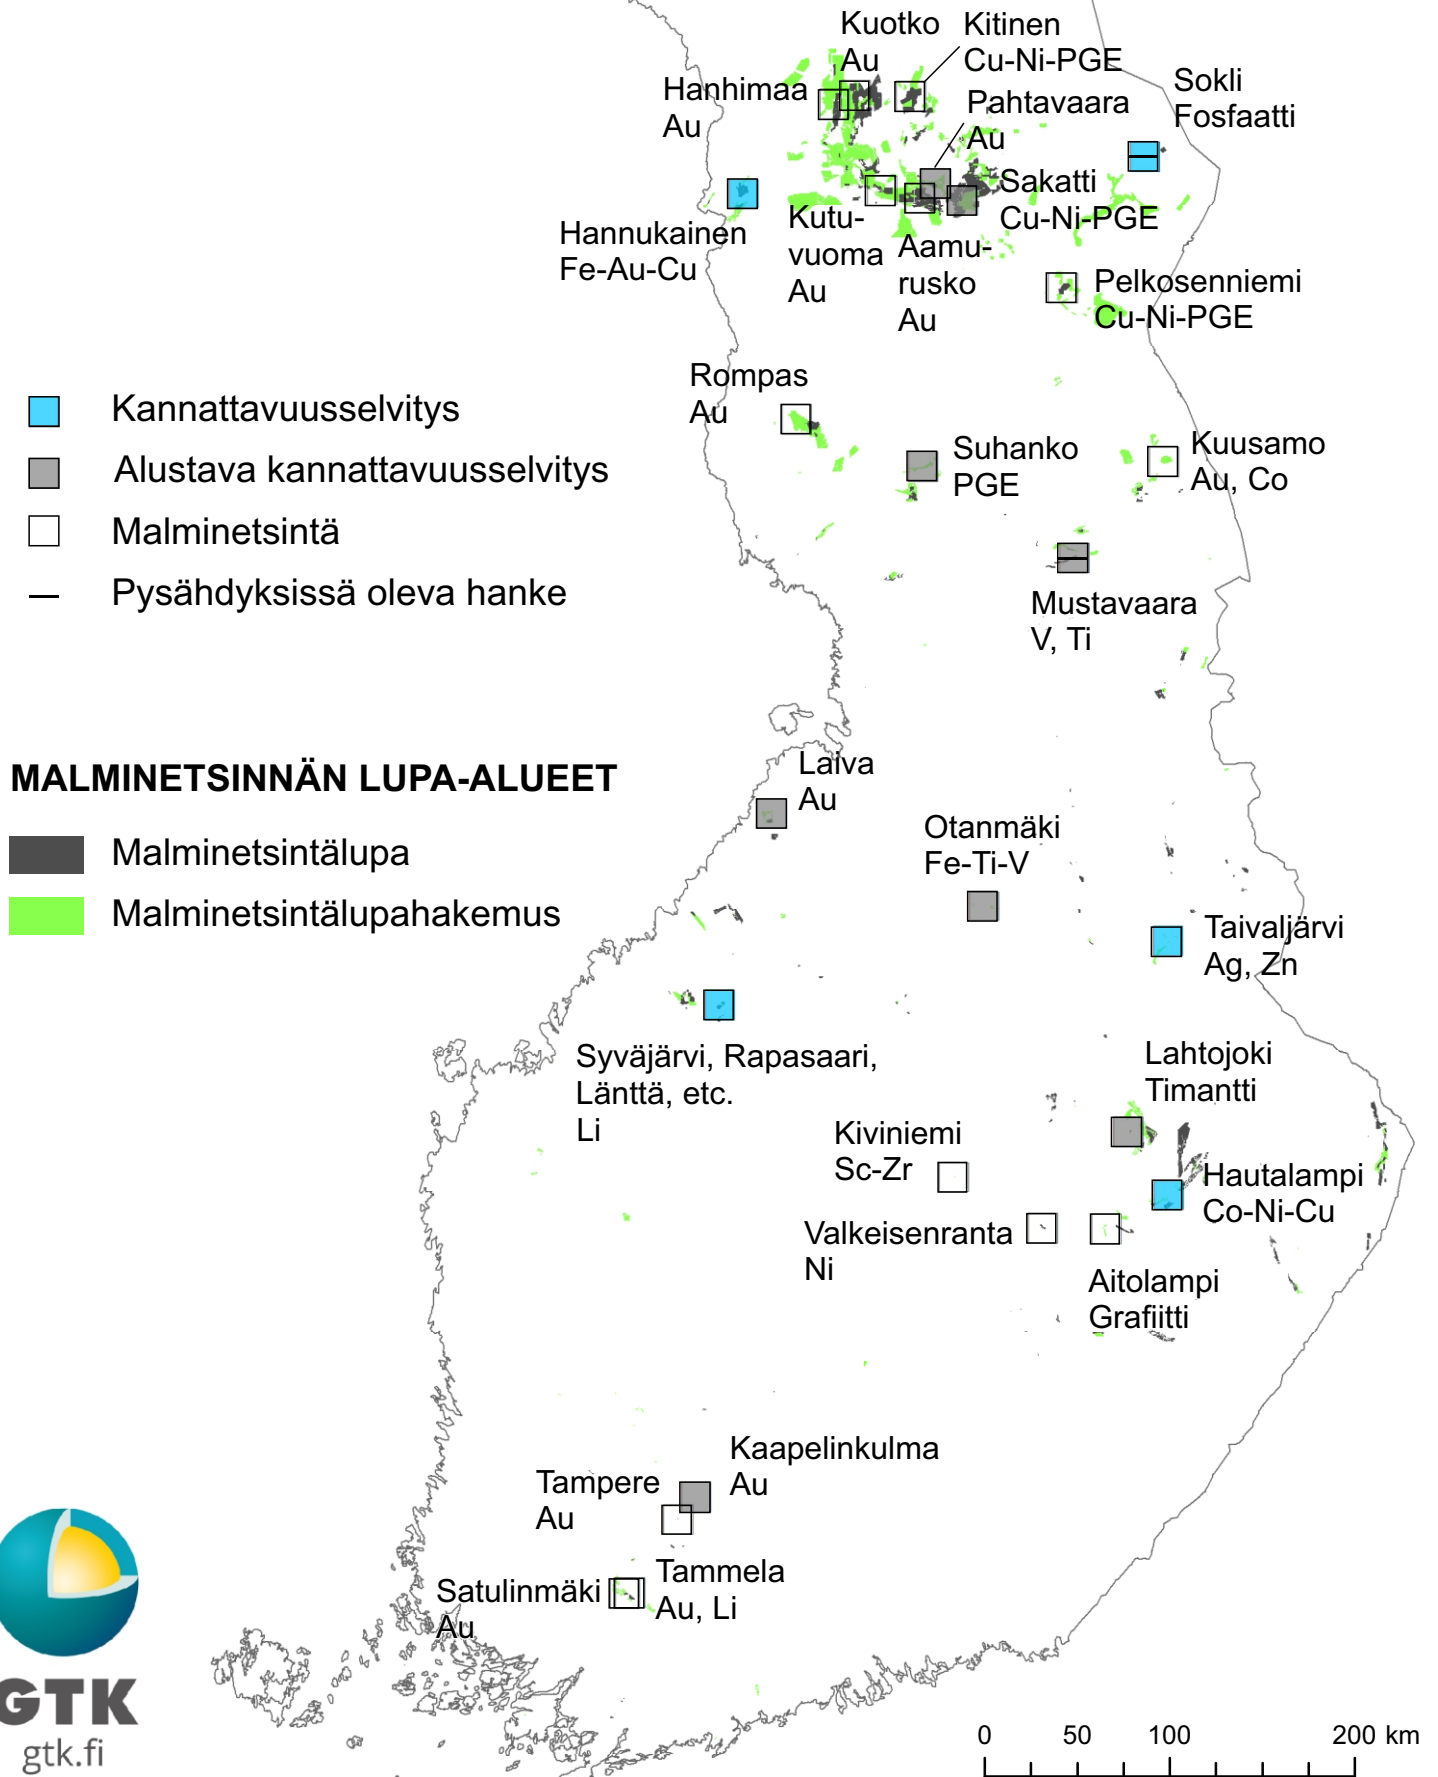 Kuotko
Au
Kitinen
Cu-Ni-PGE
Hanhimaa
Au
Pahtavaara
Au
Sokli
Fosfaatti
Sakatti
Cu-Ni-PGE
Hannukainen
Fe-Au-Cu
Kutu-
vuoma
Au
Aamu-
rusko
Au
Pelkosenniemi
Cu-Ni-PGE
Rompas
Au
Kannattavuusselvitys
Alustava kannattavuusselvitys
Malminetsintä
Pysähdyksissä oleva hanke
Suhanko
PGE
Kuusamo
Au, Co
Mustavaara
V, Ti
MALMINETSINNÄN LUPA-ALUEET
Malminetsintälupa
Malminetsintälupahakemus
Laiva
Au
Otanmäki
Fe-Ti-V
Taivaljärvi
Ag, Zn
Syväjärvi, Rapasaari,
Länttä, etc.
Li
Lahtojoki
Timantti
Kiviniemi
Sc-Zr
Hautalampi
Co-Ni-Cu
Valkeisenranta
Ni
Aitolampi
Grafiitti
Kaapelinkulma
Au
Tampere
Au
Tammela
Au, Li
Satulinmäki
Au
GTK
gtk.fi
0 50 100 200 km